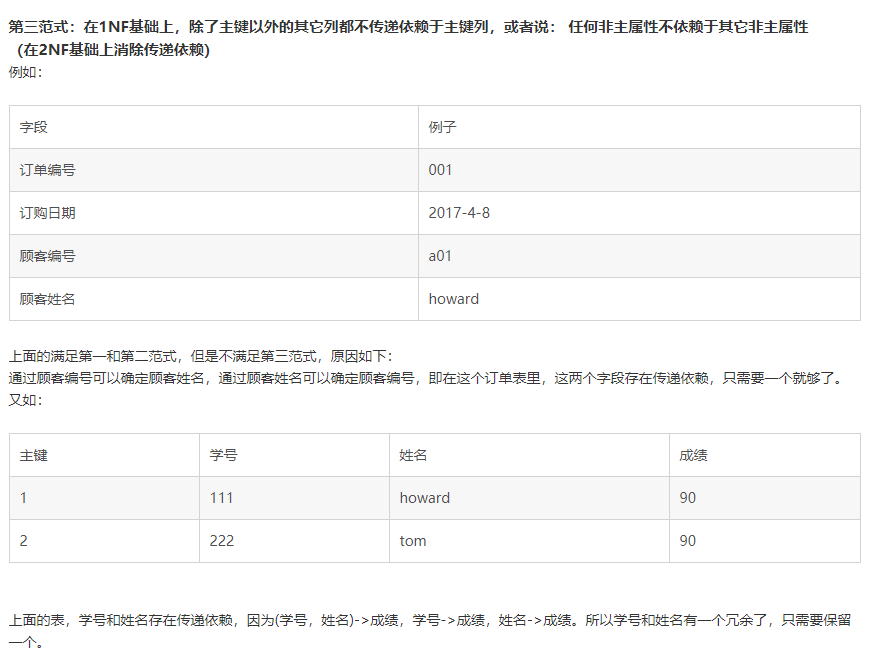 第三范式：在1NF基础上，除了主键以外的其它列都不传递依赖于主键列，或者说： 任何非主属性不依赖于其它非主属性
（在2NF基础上消除传递依赖）
例如：
字段 例子
订单编号 001
订购日期 2017-4-8
顾客编号 a01
顾客姓名 howard
上面的满足第一和第二范式，但是不满足第三范式，原因如下：
通过顾客编号可以确定顾客姓名，通过顾客姓名可以确定顾客编号，即在这个订单表里，这两个字段存在传递依赖，只需要一个就够了。
又如：
主键 学号 姓名 成绩
1 111 howard 90
2 222 tom 90
上面的表，学号和姓名存在传递依赖，因为(学号，姓名)->成绩，学号->成绩，姓名->成绩。所以学号和姓名有一个冗余了，只需要保留
一个。